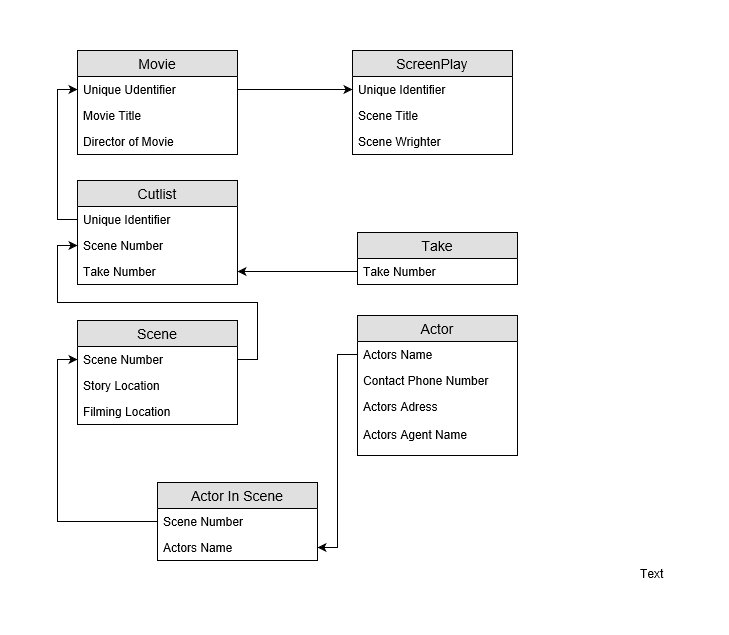 Movie
Unique Udentifier
Movie Title
Director of Movie
ScreenPlay
Unique Identifier
Scene Title
Scene Wrighter
Cutlist
Unique Identifier
Scene Number
Take Number
Take
Take Number
Scene
Scene Number
Story Location
Filming Location
Actor
Actors Name
Contact Phone Number
Actors Adress
Actors Agent Name
Actor In Scene
Scene Number
Actors Name
Text